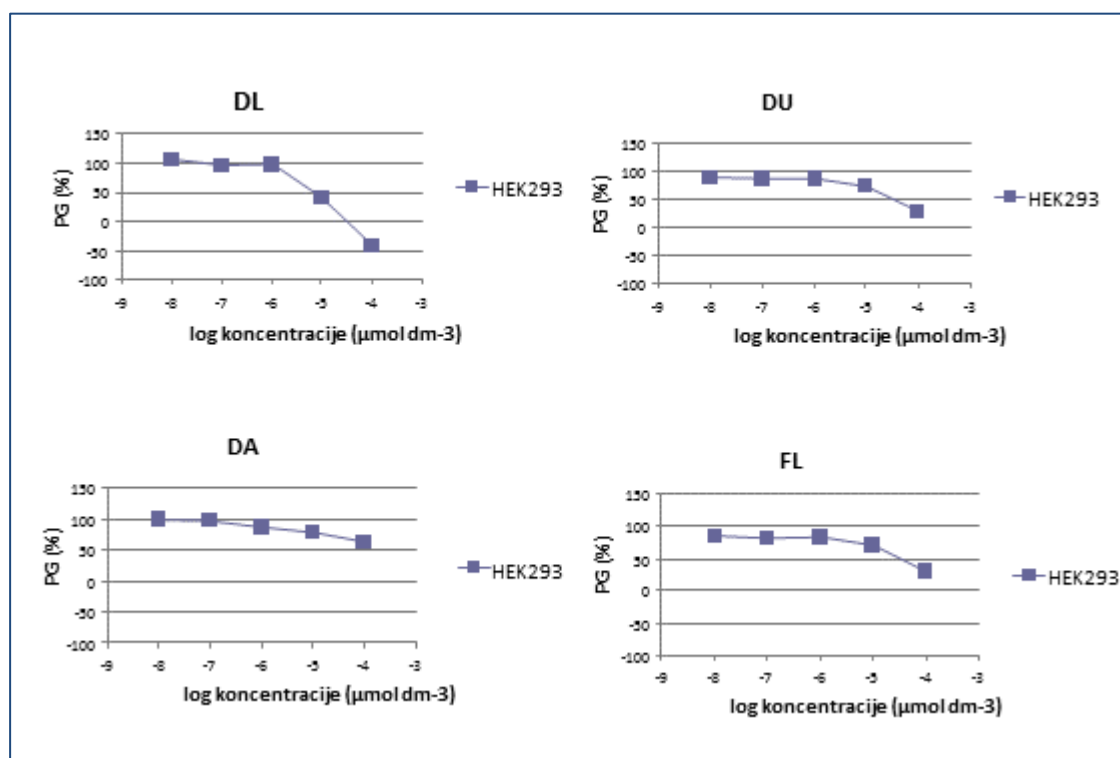 DL
150
100
50
0
-50
-100
PG (%)
-9 -8 -7 -6 -5 -4 -3
log koncentracije (µmol dm-3)
HEK293
DU
150
100
50
0
-50
-100
PG (%)
-9 -8 -7 -6 -5 -4 -3
log koncentracije (µmol dm-3)
HEK293
DA
150
100
50
0
-50
-100
PG (%)
-9 -8 -7 -6 -5 -4 -3
log koncentracije (µmol dm-3)
HEK293
FL
150
100
50
0
-50
-100
PG (%)
-9 -8 -7 -6 -5 -4 -3
log koncentracije (µmol dm-3)
HEK293